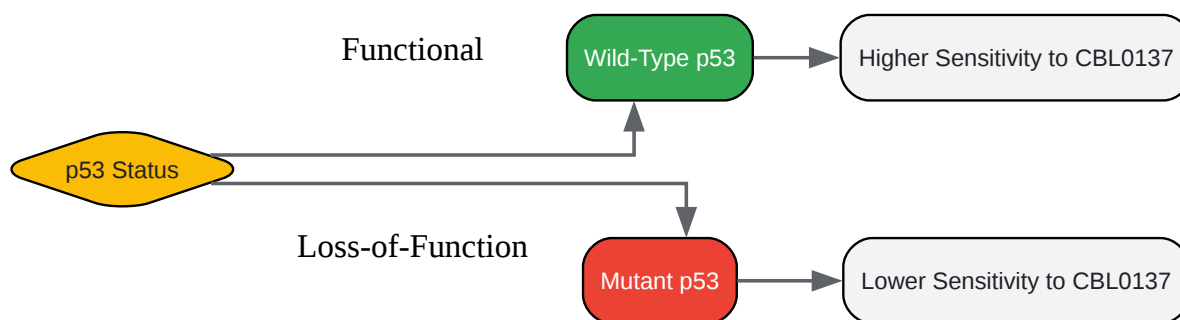 Functional
Wild-Type p53
Higher Sensitivity to CBL0137
p53 Status
Loss-of-Function
Mutant p53
Lower Sensitivity to CBL0137